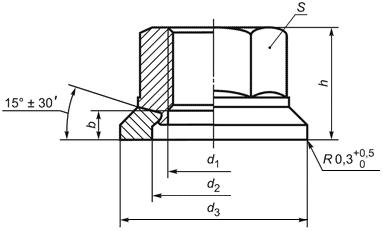 S
15° ± 30′
b
h
d1
d2
d3
R 0,3 +0,5 0